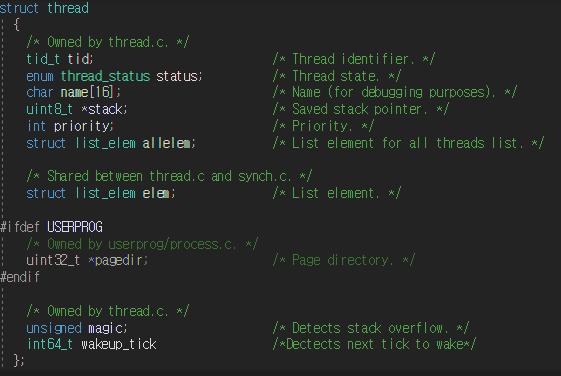 struct thread
{
/* Owned by thread.c. */
tid_t tid; /* Thread identifier. */
enum thread_status status; /* Thread state. */
char name[16]; /* Name (for debugging purposes). */
uint8_t *stack; /* Saved stack pointer. */
int priority; /* Priority. */
struct list_elem allelem; /* List element for all threads list. */
/* Shared between thread.c and synch.c. */
struct list_elem elem; /* List element. */
#ifdef USERPROG
/* Owned by userprog/process.c. */
uint32_t *pagedir; /* Page directory. */
#endif
/* Owned by thread.c. */
unsigned magic; /* Detects stack overflow. */
int64_t wakeup_tick /*Dectects next tick to wake*/
};